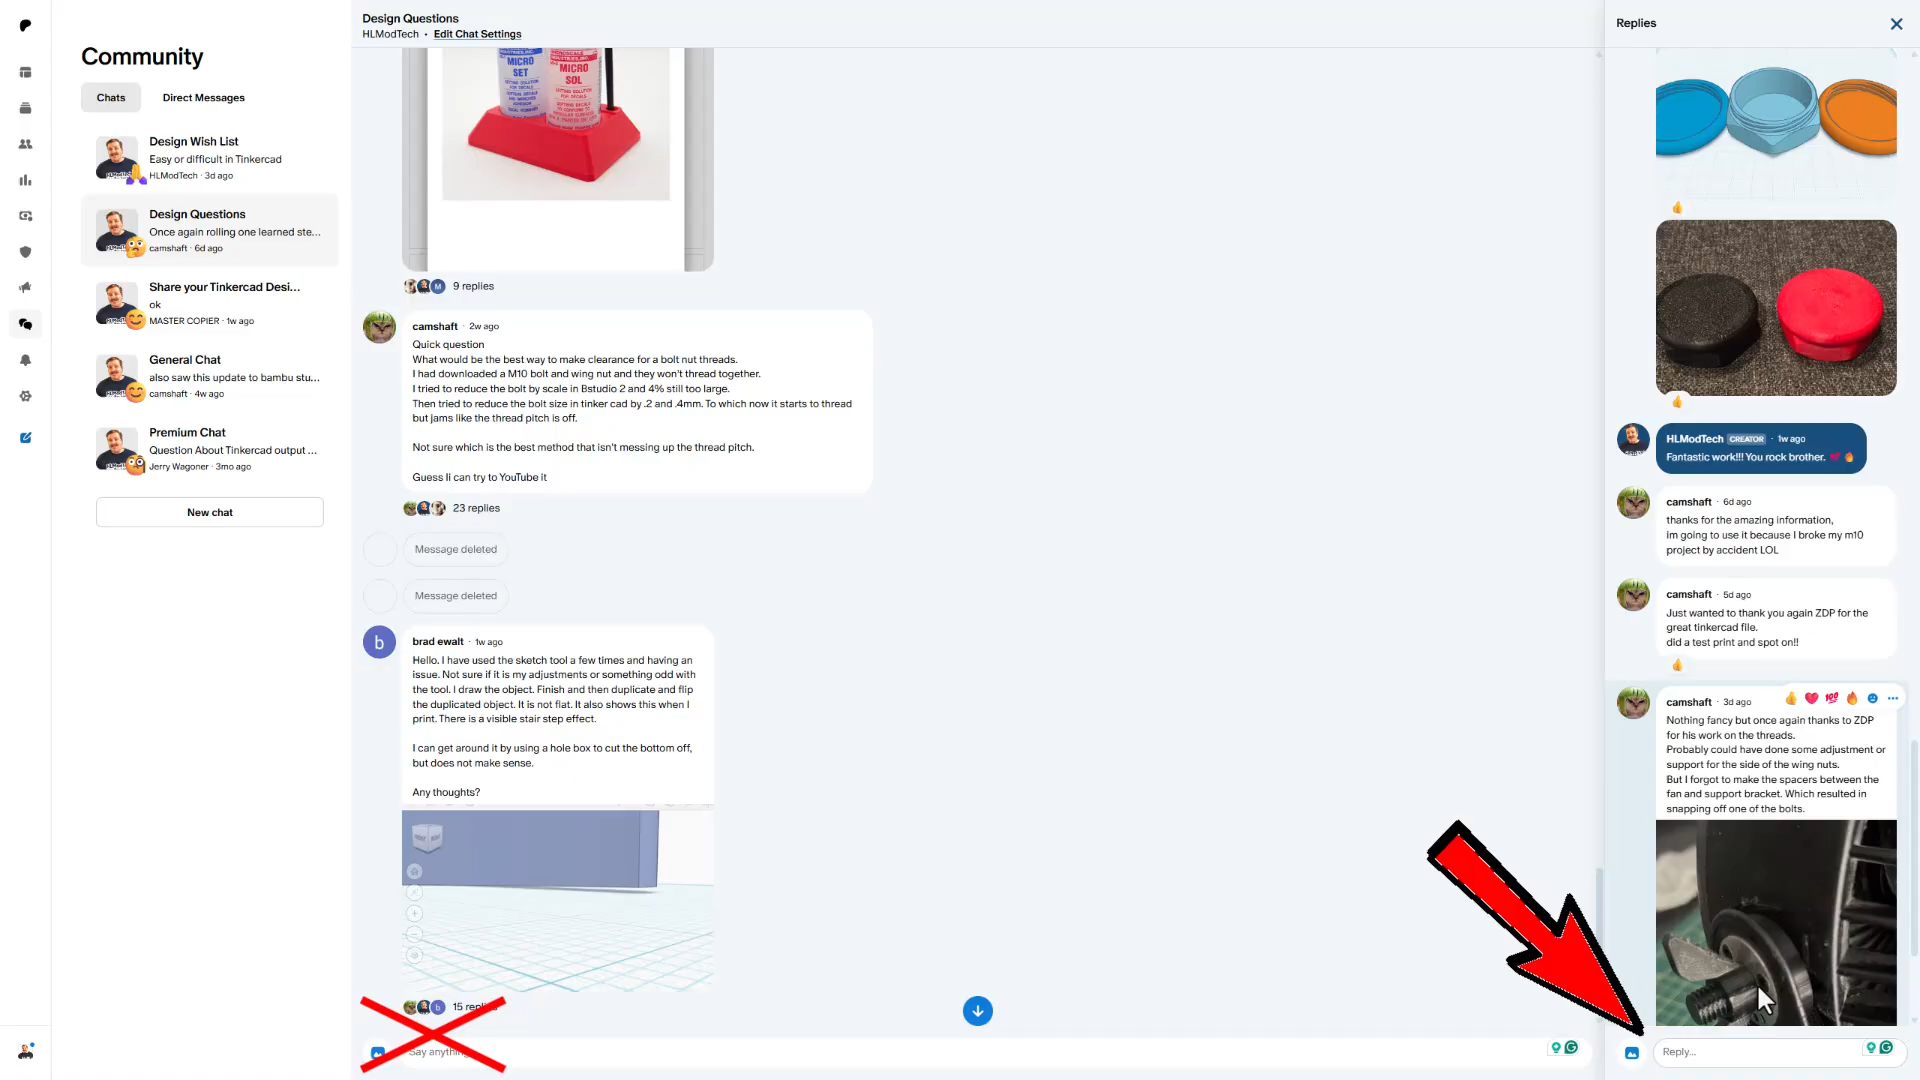 Community
Chats
Direct Messages
Design Wish List
Easy or difficult in Tinkercad
HLModTech · 3d ago
Design Questions
Once again rolling one learned ste...
camshaft · 6d ago
Share your Tinkercad Desi...
ok
MASTER COPIER · 1w ago
General Chat
also saw this update to bambu stu...
camshaft · 4w ago
Premium Chat
Question About Tinkercad output ...
Jerry Wagoner · 3mo ago
New chat
Design Questions
HLModTech • Edit Chat Settings
MICRO
SET
MICRO
SOL
M
9 replies
camshaft · 2w ago
Quick question
What would be the best way to make clearance for a bolt nut threads.
I had downloaded a M10 bolt and wing nut and they won't thread together.
I tried to reduce the bolt by scale in Bstudio 2 and 4% still too large.
Then tried to reduce the bolt size in tinker cad by .2 and .4mm. To which now it starts to thread
but jams like the thread pitch is off.
Not sure which is the best method that isn't messing up the thread pitch.
Guess Ii can try to YouTube it
23 replies
Message deleted
Message deleted
b
brad ewalt · 1w ago
Hello. I have used the sketch tool a few times and having an
issue. Not sure if it is my adjustments or something odd with
the tool. I draw the object. Finish and then duplicate and flip
the duplicated object. It is not flat. It also shows this when I
print. There is a visible stair step effect.
I can get around it by using a hole box to cut the bottom off,
but does not make sense.
Any thoughts?
b
15 replies
Say anything
Replies
HLModTech CREATOR · 1w ago
Fantastic work!!! You rock brother.
camshaft · 6d ago
thanks for the amazing information,
im going to use it because I broke my m10
project by accident LOL
camshaft · 5d ago
Just wanted to thank you again ZDP for the
great tinkercad file.
did a test print and spot on!!
camshaft · 3d ago
Nothing fancy but once again thanks to ZDP
for his work on the threads.
Probably could have done some adjustment or
support for the side of the wing nuts.
But I forgot to make the spacers between the
fan and support bracket. Which resulted in
snapping off one of the bolts.
Reply...